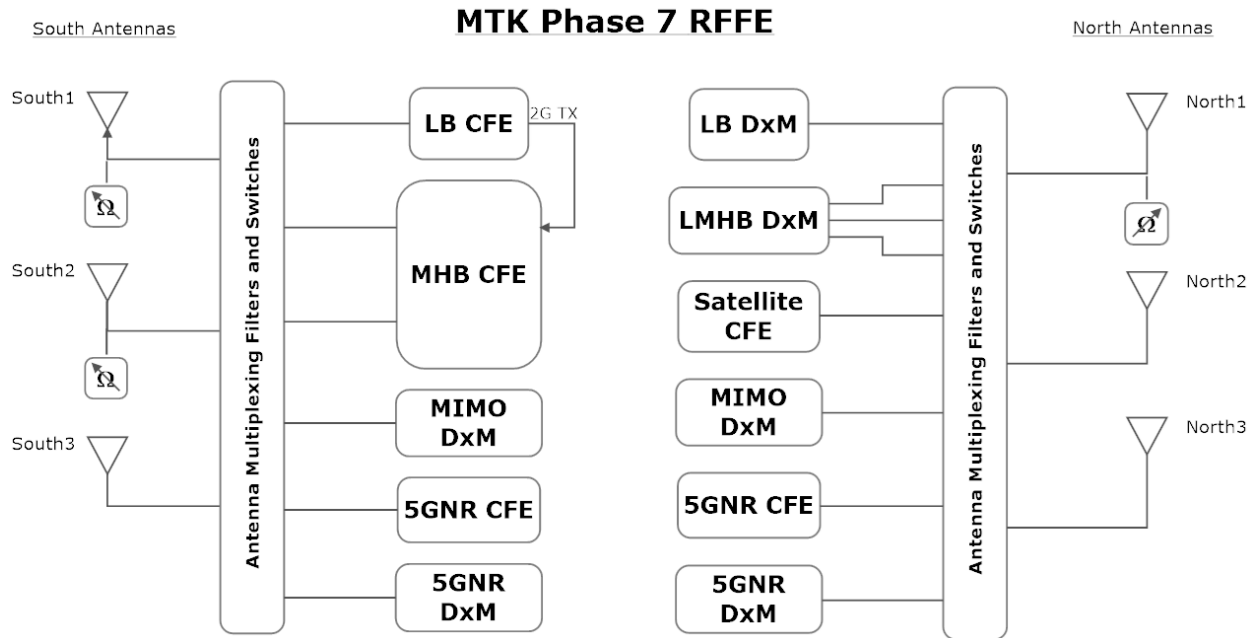 MTK Phase 7 RFFE
South Antennas
North Antennas
South1
South2
South3
Ω
Ω
Antenna Multiplexing Filters and Switches
LB CFE
2G TX
MHB CFE
MIMO
DxM
5GNR CFE
5GNR
DxM
LB DxM
LMHB DxM
Satellite
CFE
MIMO
DxM
5GNR CFE
5GNR
DxM
Antenna Multiplexing Filters and Switches
North1
Ω
North2
North3